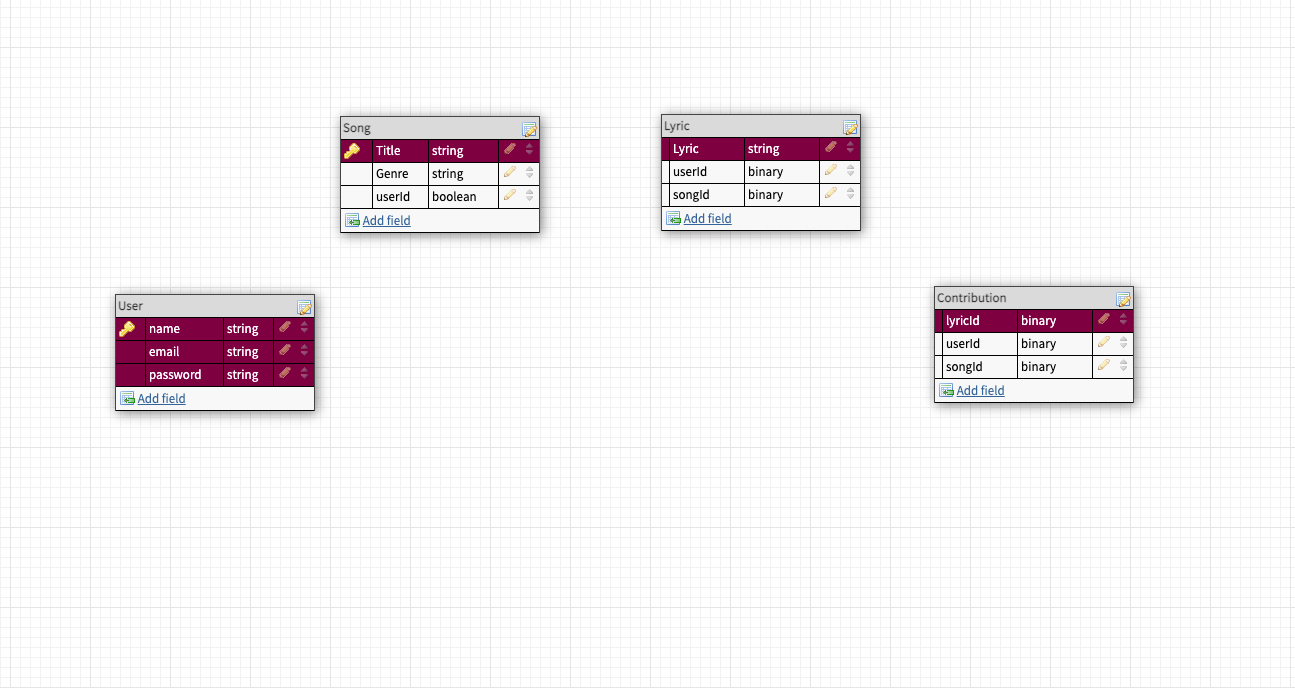 Song
Title string
Genre string
userId boolean
Add field
Lyric
Lyric string
userId binary
songId binary
Add field
User
name string
email string
password string
Add field
Contribution
lyricId binary
userId binary
songId binary
Add field